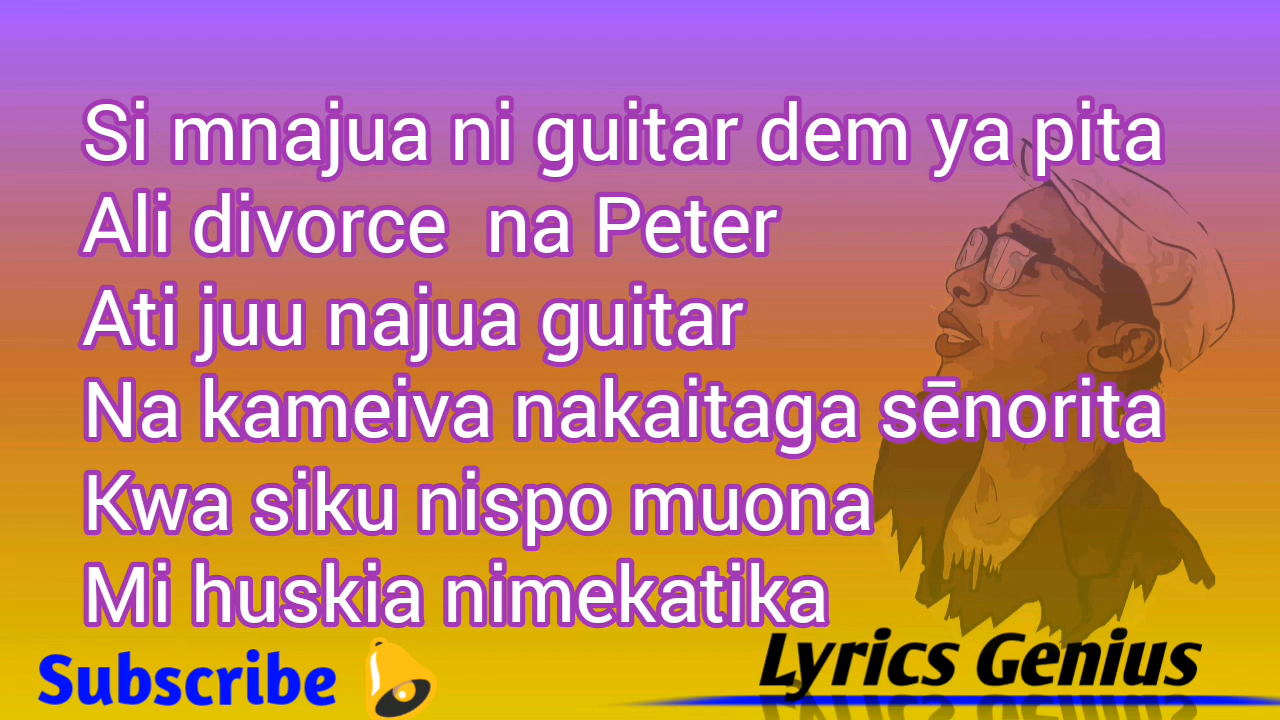 Si mnajua ni guitar dem ya pita
Ali divorce na Peter
Ati juu najua guitar
Na kameiva nakaitaga sēnorita
Kwa siku nispo muona
Mi huskia nimekatika
Subscribe
Lyrics Genius